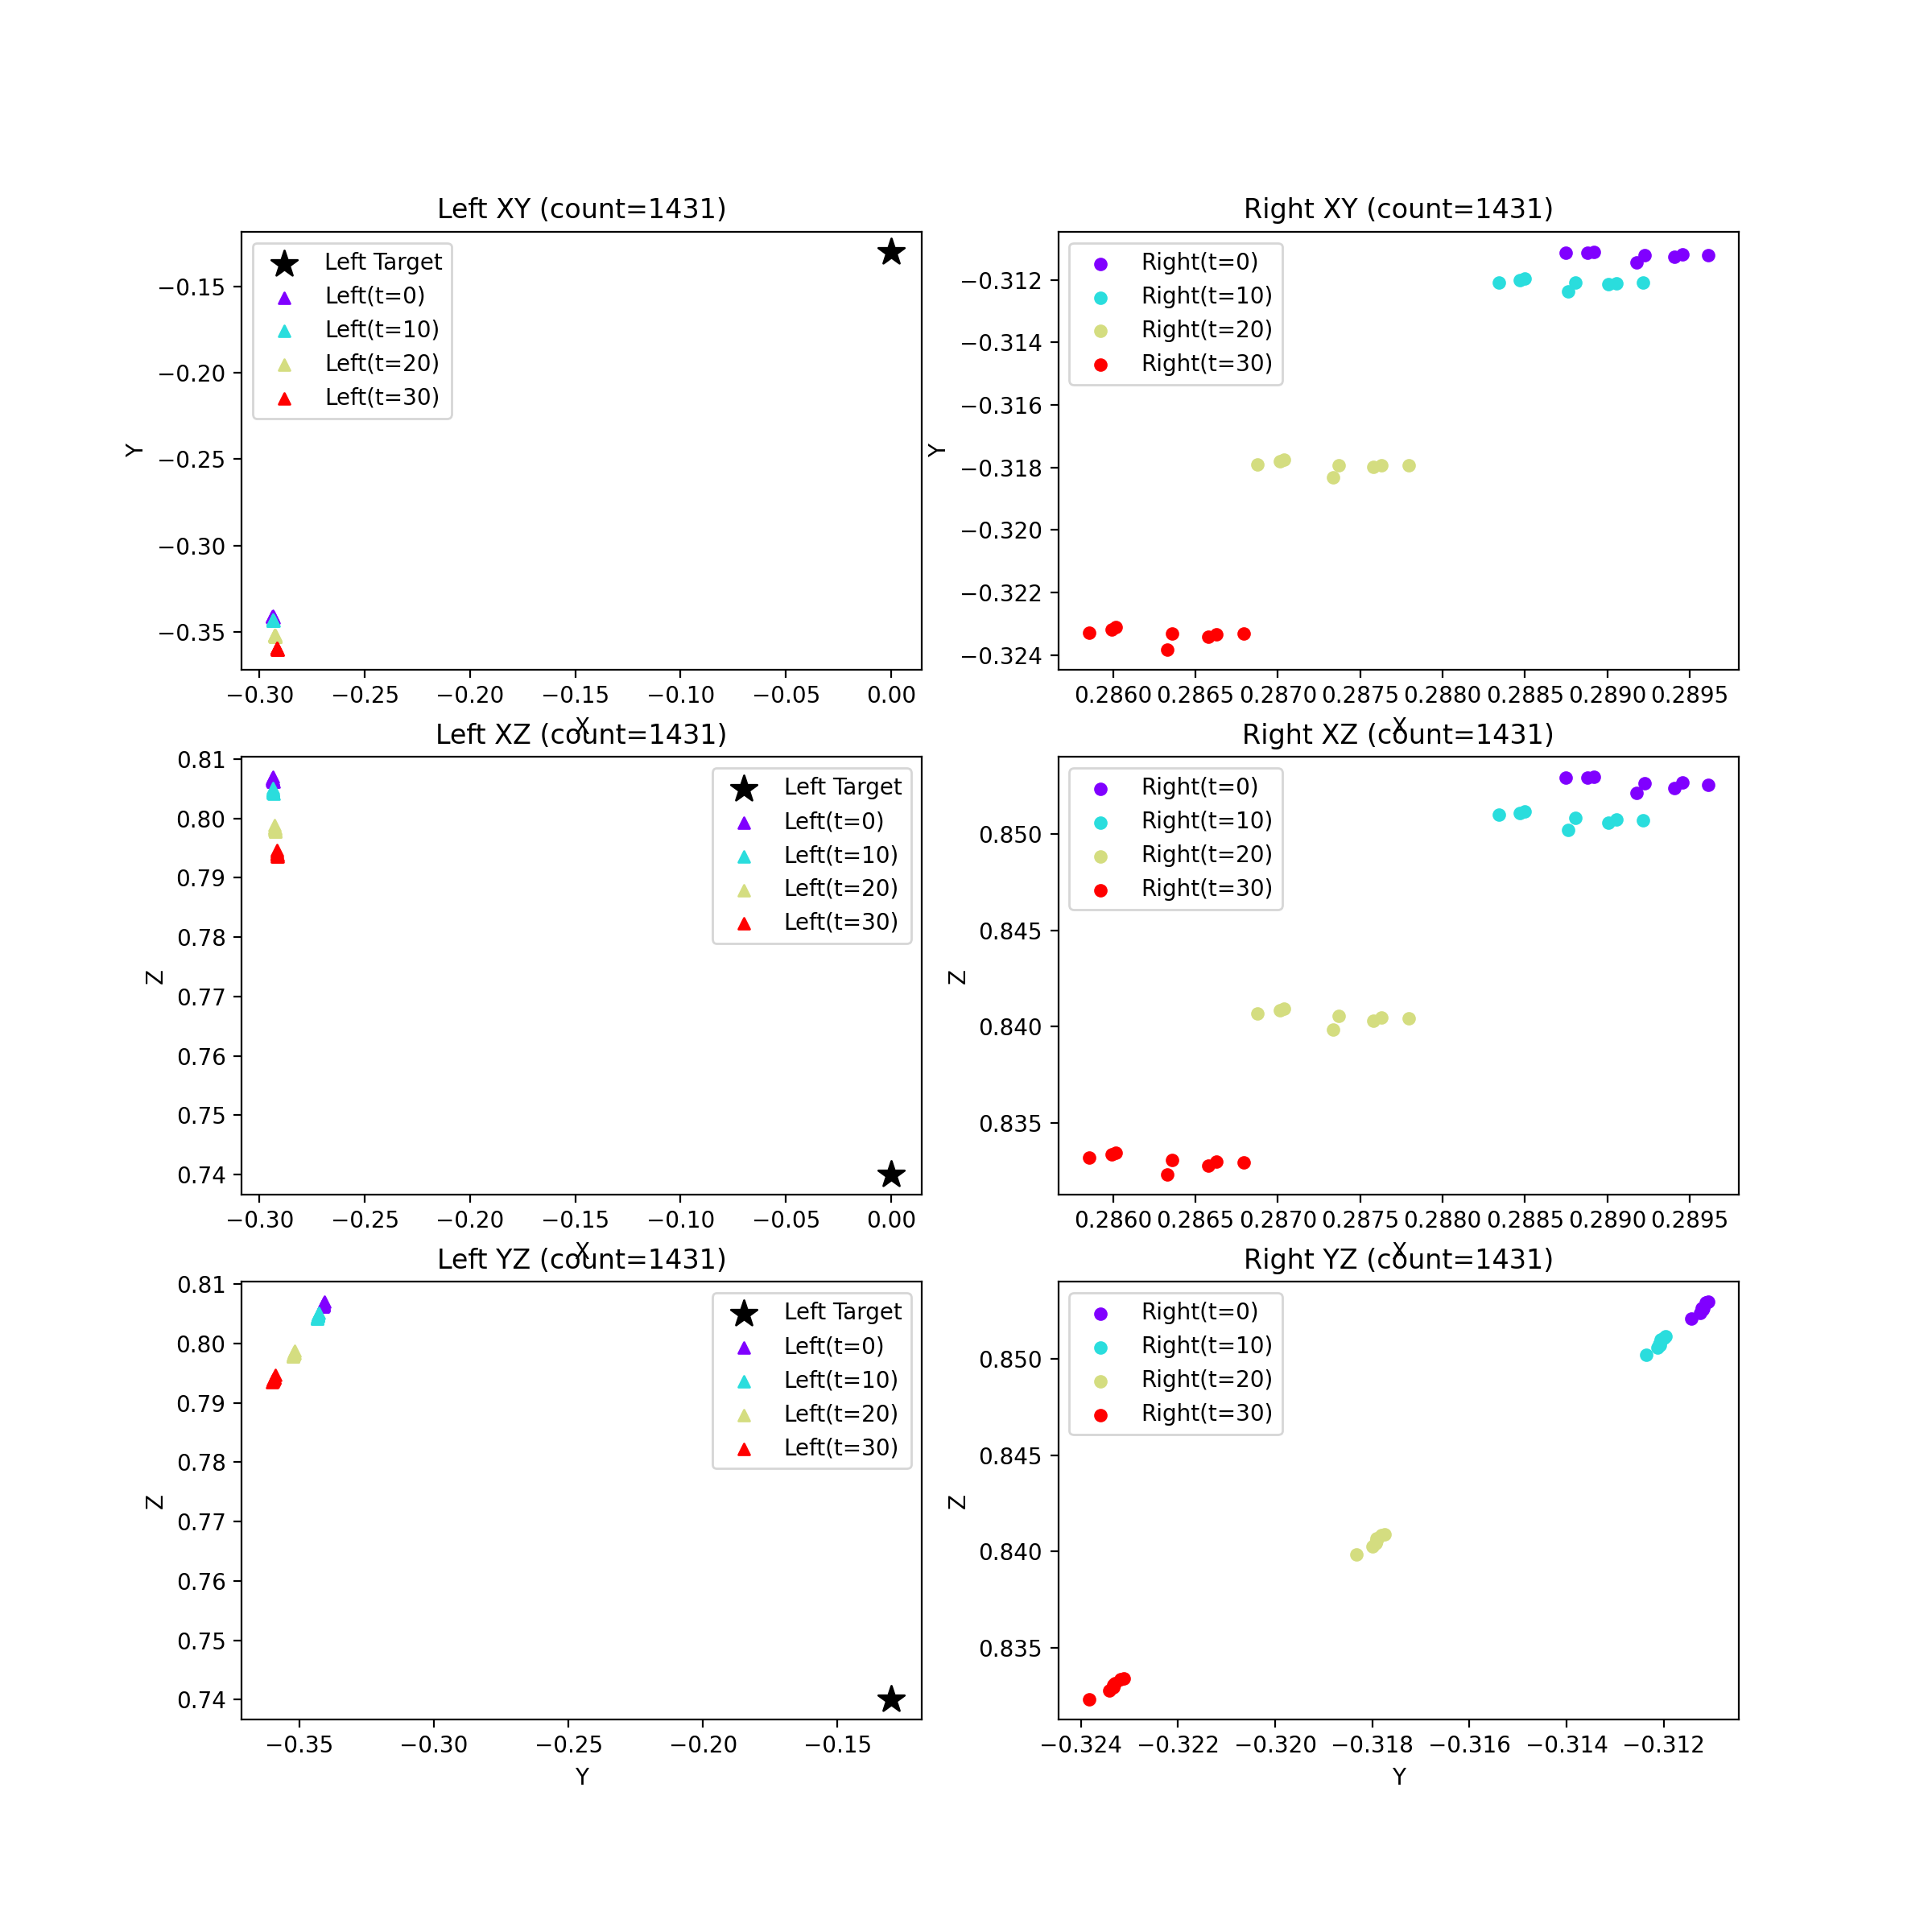 Left XY (count=1431)
Left Target
Left(t=0)
Left(t=10)
Left(t=20)
Left(t=30)
−0.15
−0.20
−0.25
−0.30
−0.35
Y
−0.30 −0.25 −0.20 −0.15 −0.10 −0.05 0.00
X
Right XY (count=1431)
Right(t=0)
Right(t=10)
Right(t=20)
Right(t=30)
−0.312
−0.314
−0.316
−0.318
−0.320
−0.322
−0.324
Y
0.2860 0.2865 0.2870 0.2875 0.2880 0.2885 0.2890 0.2895
X
Left XZ (count=1431)
Left Target
Left(t=0)
Left(t=10)
Left(t=20)
Left(t=30)
0.81
0.80
0.79
0.78
0.77
0.76
0.75
0.74
Z
−0.30 −0.25 −0.20 −0.15 −0.10 −0.05 0.00
X
Right XZ (count=1431)
Right(t=0)
Right(t=10)
Right(t=20)
Right(t=30)
0.850
0.845
0.840
0.835
Z
0.2860 0.2865 0.2870 0.2875 0.2880 0.2885 0.2890 0.2895
X
Left YZ (count=1431)
Left Target
Left(t=0)
Left(t=10)
Left(t=20)
Left(t=30)
0.81
0.80
0.79
0.78
0.77
0.76
0.75
0.74
Z
−0.35 −0.30 −0.25 −0.20 −0.15
Y
Right YZ (count=1431)
Right(t=0)
Right(t=10)
Right(t=20)
Right(t=30)
0.850
0.845
0.840
0.835
Z
−0.324 −0.322 −0.320 −0.318 −0.316 −0.314 −0.312
Y